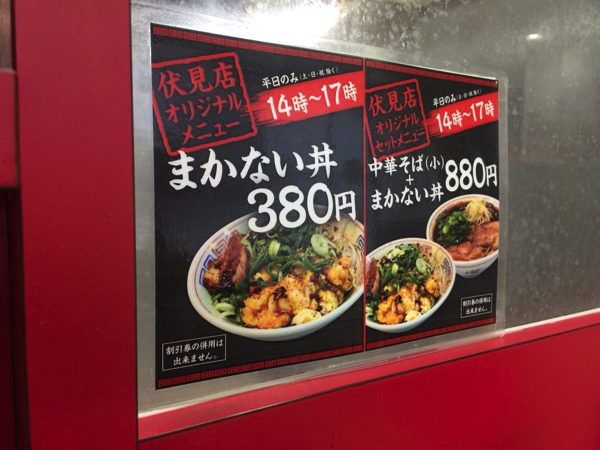 伏見店
オリジナル
メニュー
平日のみ(土・日・祝 除く)
14時〜17時
まかない丼
380円
割引券の併用は
出来ません。
伏見店
オリジナル
セットメニュー
平日のみ(土・日・祝 除く)
14時〜17時
中華そば(小)
+
まかない丼
880円
割引券の併用は
出来ません。